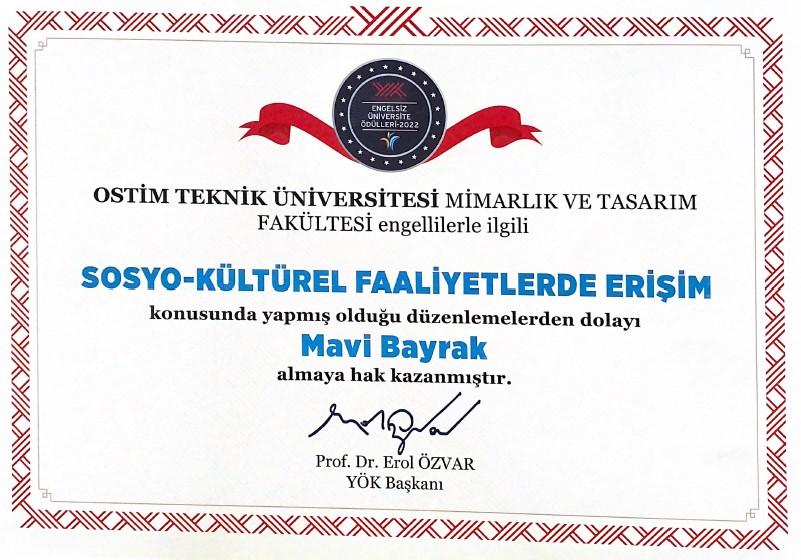 ENGELSİZ
ÜNİVERSİTE
ÖDÜLLERİ-2022
OSTİM TEKNİK ÜNİVERSİTESİ MİMARLIK VE TASARIM
FAKÜLTESİ engellilerle ilgili
SOSYO-KÜLTÜREL FAALİYETLERDE ERİŞİM
konusunda yapmış olduğu düzenlemelerden dolayı
Mavi Bayrak
almaya hak kazanmıştır.
Prof. Dr. Erol ÖZVAR
YÖK Başkanı